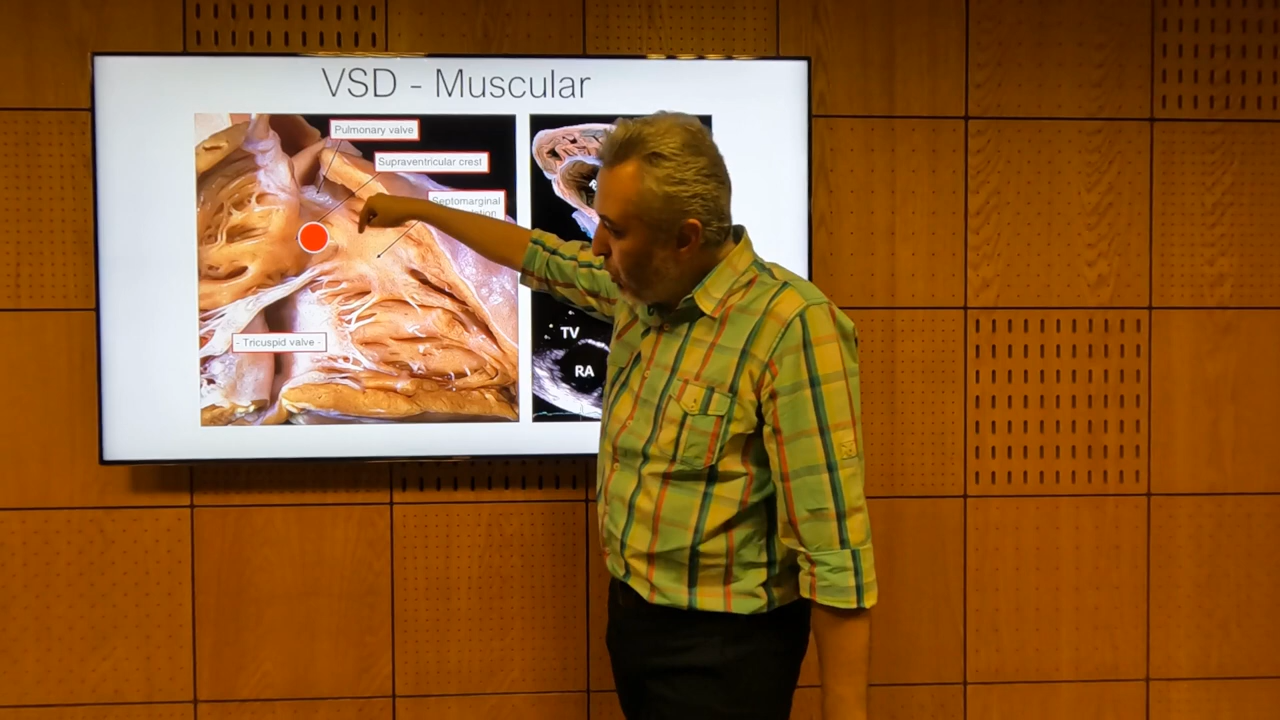 VSD - Muscular
Pulmonary valve
Supraventricular crest
Septomarginal
- Tricuspid valve -
TV
RA